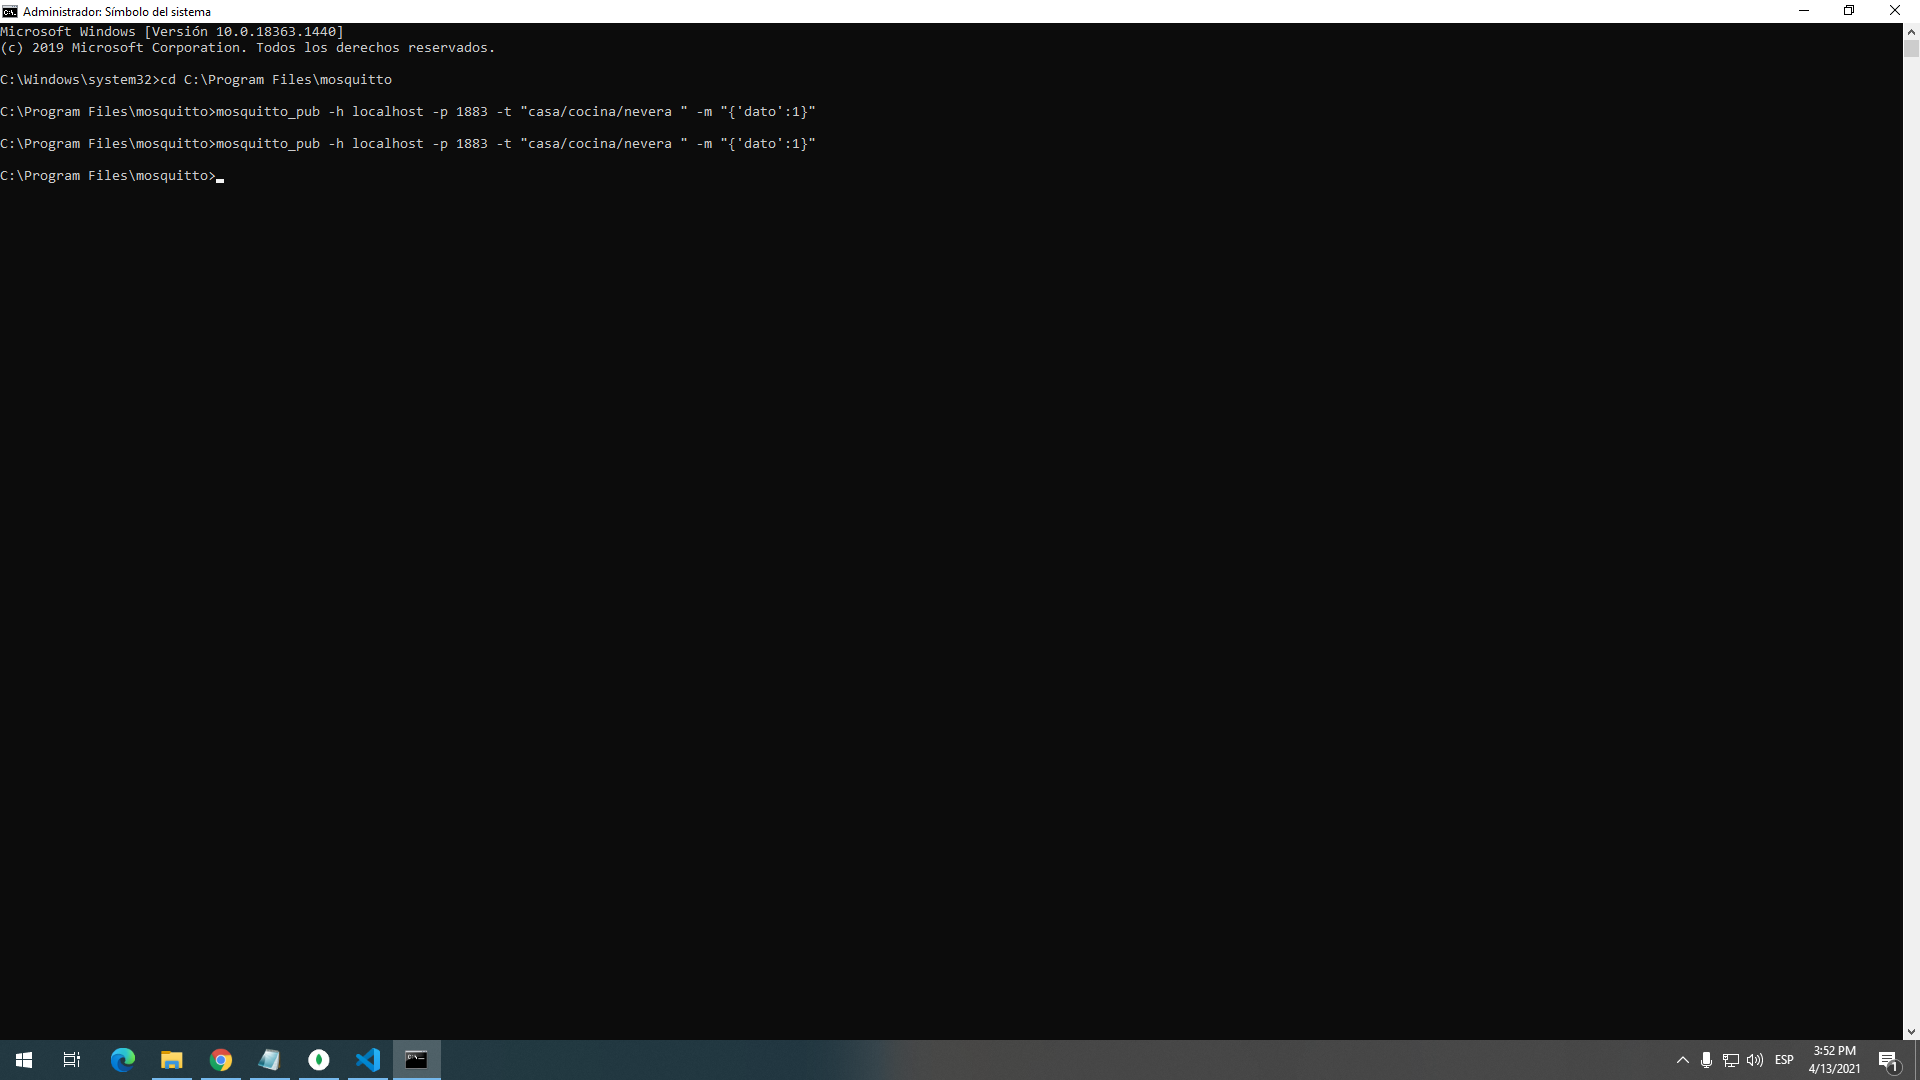 Administrador: Símbolo del sistema
Microsoft Windows [Versión 10.0.18363.1440]
(c) 2019 Microsoft Corporation. Todos los derechos reservados.
C:\Windows\system32>cd C:\Program Files\mosquitto
C:\Program Files\mosquitto>mosquitto_pub -h localhost -p 1883 -t "casa/cocina/nevera " -m "{'dato':1}"
C:\Program Files\mosquitto>mosquitto_pub -h localhost -p 1883 -t "casa/cocina/nevera " -m "{'dato':1}"
C:\Program Files\mosquitto>
ESP
3:52 PM
4/13/2021
1